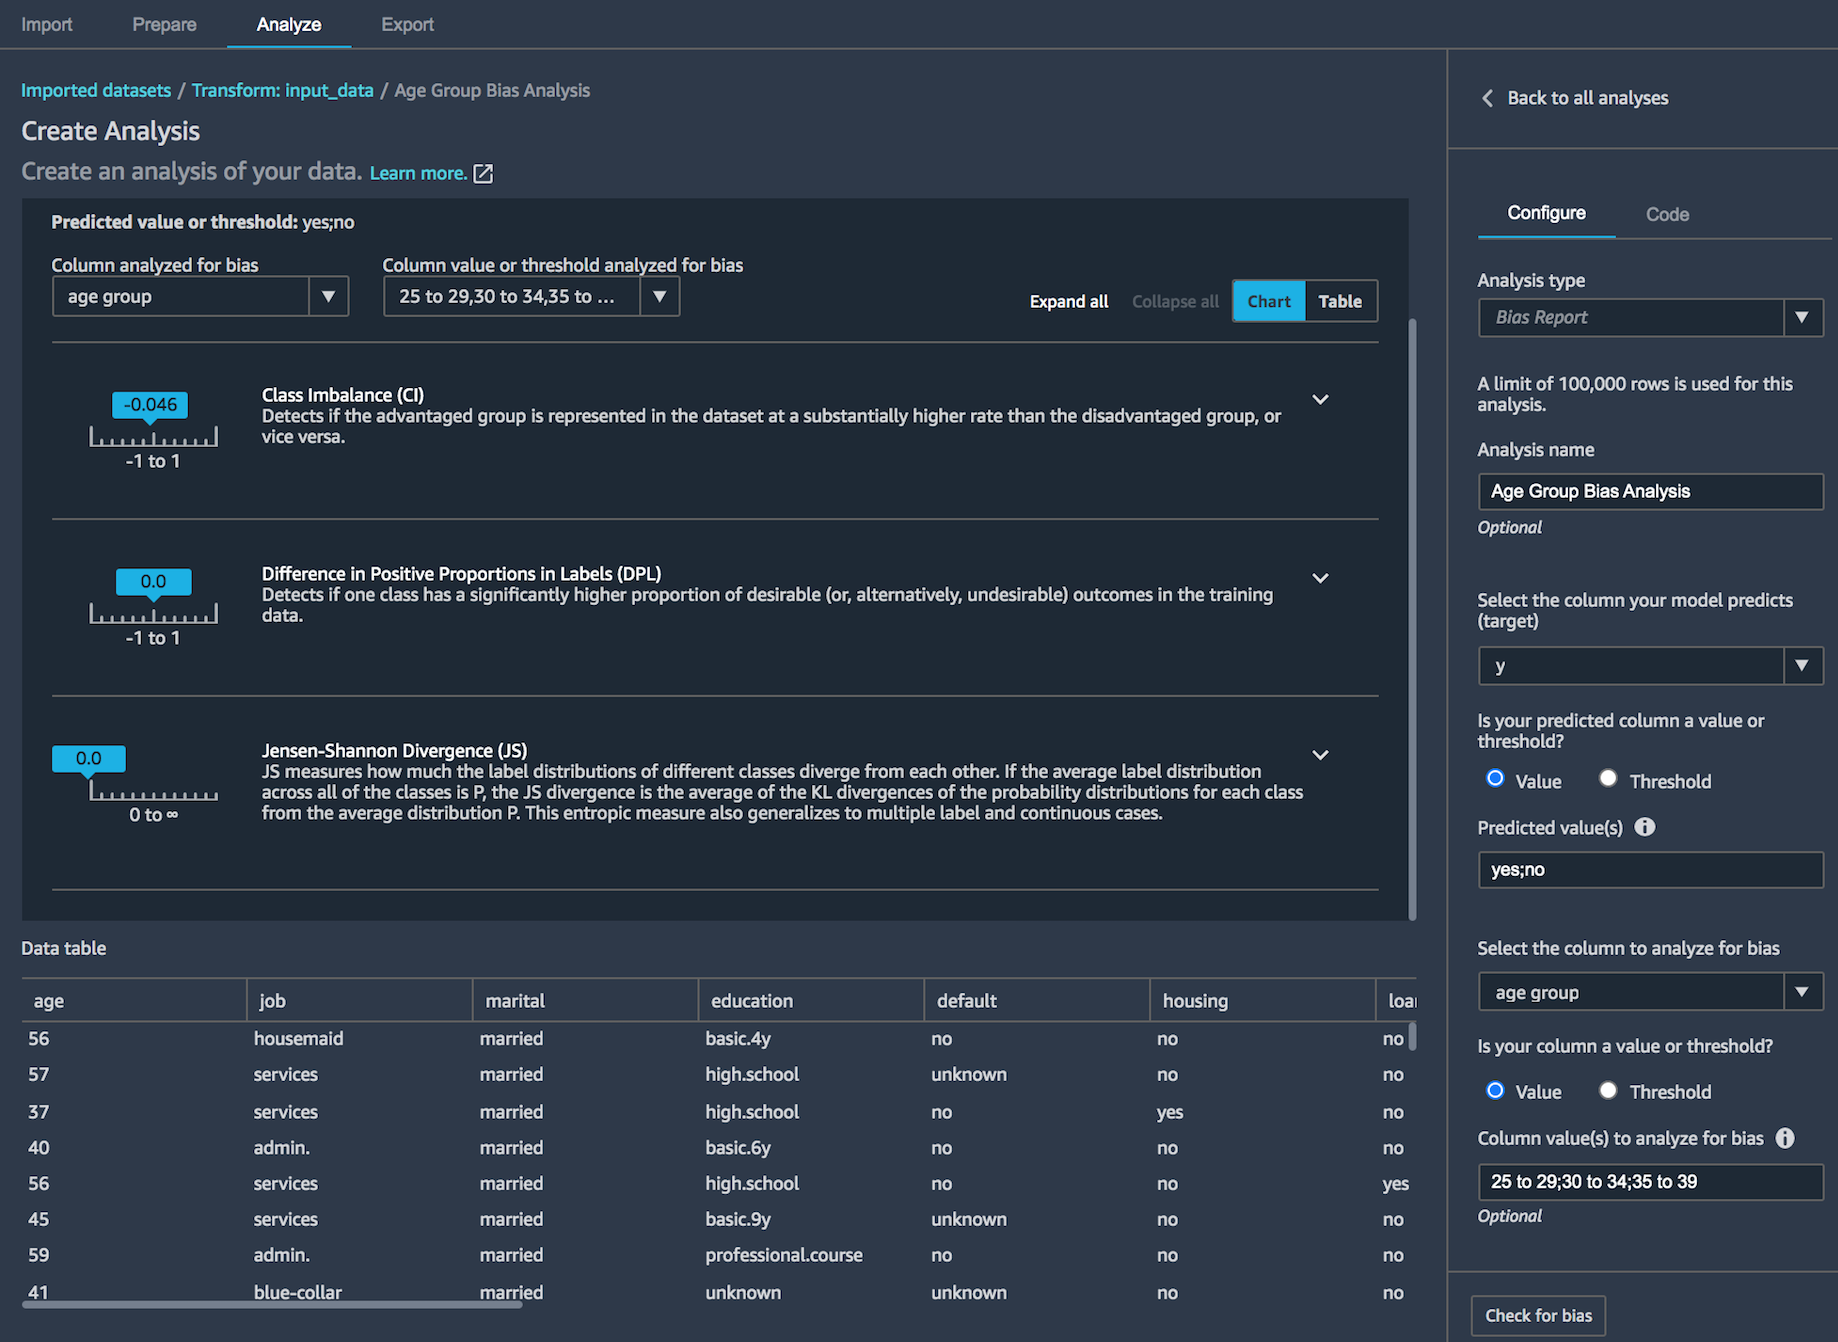 Import Prepare Analyze Export
Imported datasets / Transform: input_data / Age Group Bias Analysis
Create Analysis
Create an analysis of your data. Learn more.
Predicted value or threshold: yes;no
Column analyzed for bias
age group
Column value or threshold analyzed for bias
25 to 29,30 to 34,35 to ...
Expand all Collapse all Chart Table
-0.046
-1 to 1
Class Imbalance (CI)
Detects if the advantaged group is represented in the dataset at a substantially higher rate than the disadvantaged group, or
vice versa.
0.0
-1 to 1
Difference in Positive Proportions in Labels (DPL)
Detects if one class has a significantly higher proportion of desirable (or, alternatively, undesirable) outcomes in the training
data.
0.0
0 to ∞
Jensen-Shannon Divergence (JS)
JS measures how much the label distributions of different classes diverge from each other. If the average label distribution
across all of the classes is P, the JS divergence is the average of the KL divergences of the probability distributions for each class
from the average distribution P. This entropic measure also generalizes to multiple label and continuous cases.
Data table
age job marital education default housing loa
56 housemaid married basic.4y no no no
57 services married high.school unknown no no
37 services married high.school no yes no
40 admin. married basic.6y no no no
56 services married high.school no no yes
45 services married basic.9y unknown no no
59 admin. married professional.course no no no
41 blue-collar married unknown unknown no no
Back to all analyses
Configure Code
Analysis type
Bias Report
A limit of 100,000 rows is used for this
analysis.
Analysis name
Age Group Bias Analysis
Optional
Select the column your model predicts
(target)
y
Is your predicted column a value or
threshold?
Value Threshold
Predicted value(s)
yes;no
Select the column to analyze for bias
age group
Is your column a value or threshold?
Value Threshold
Column value(s) to analyze for bias
25 to 29;30 to 34;35 to 39
Optional
Check for bias